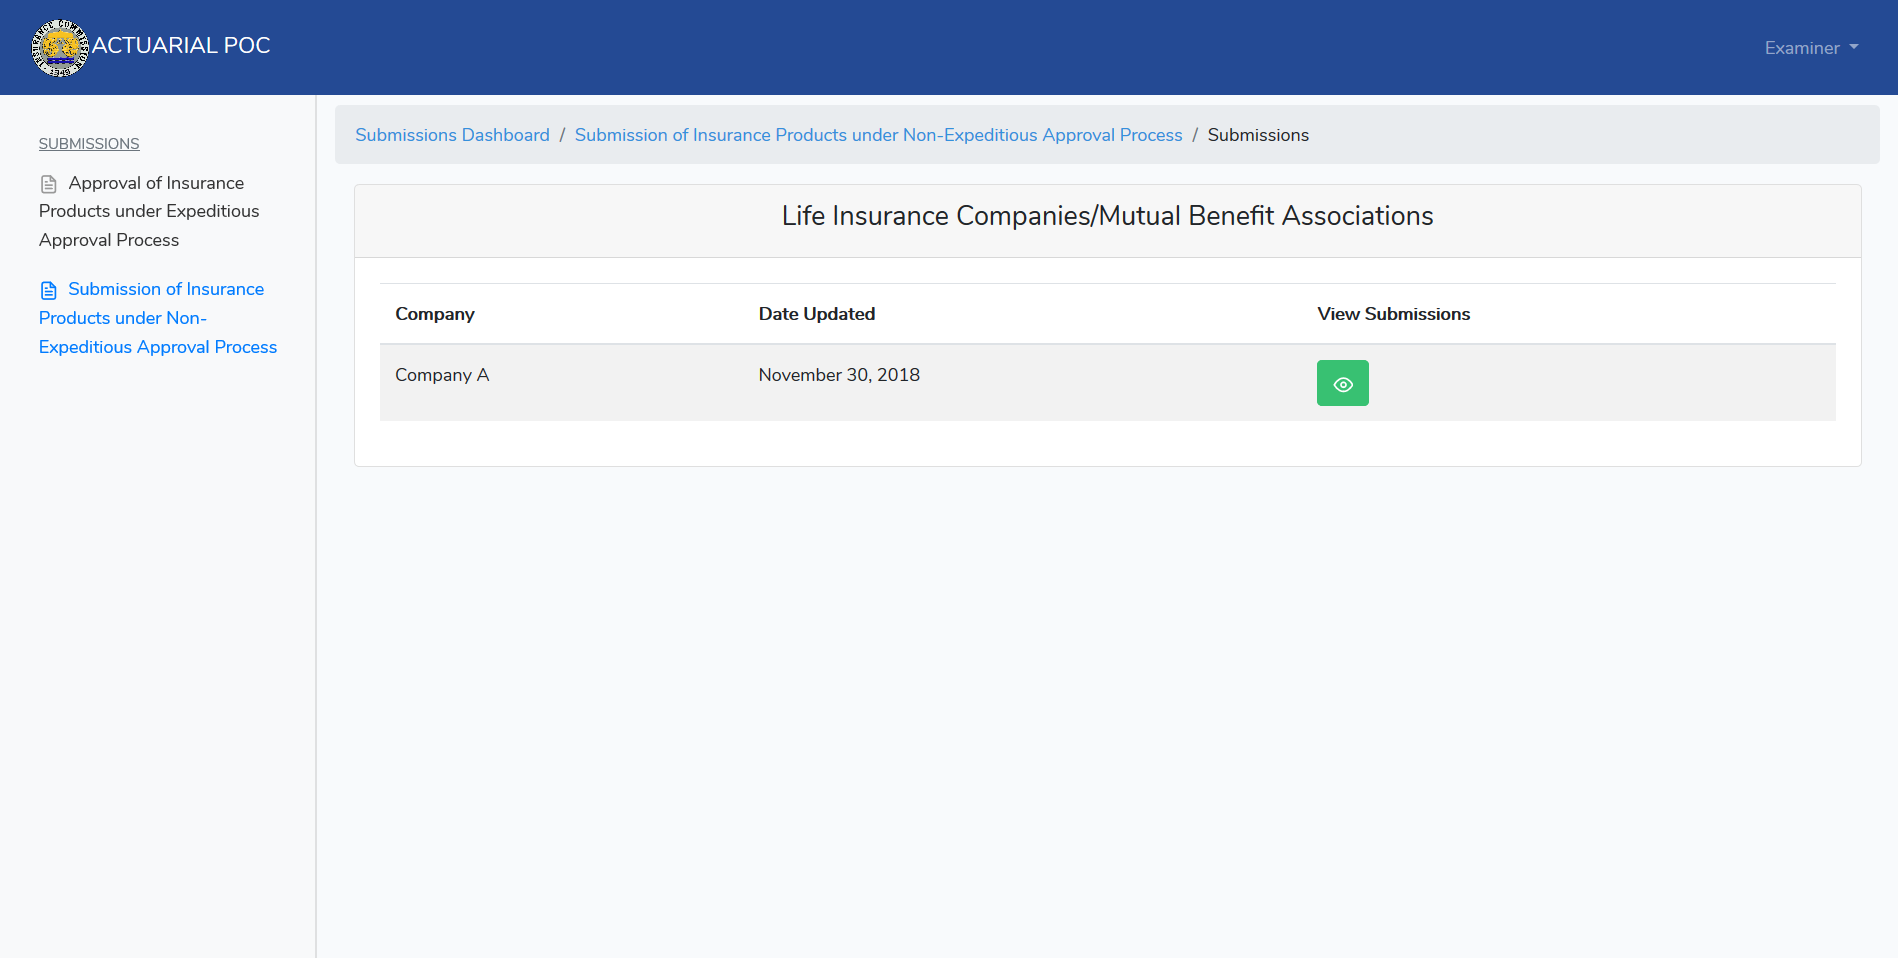 INSURANCE COMMISSION
ACTUARIAL POC
Examiner
SUBMISSIONS
Approval of Insurance
Products under Expeditious
Approval Process
Submission of Insurance
Products under Non-
Expeditious Approval Process
Submissions Dashboard / Submission of Insurance Products under Non-Expeditious Approval Process / Submissions
Life Insurance Companies/Mutual Benefit Associations
Company Date Updated View Submissions
Company A November 30, 2018